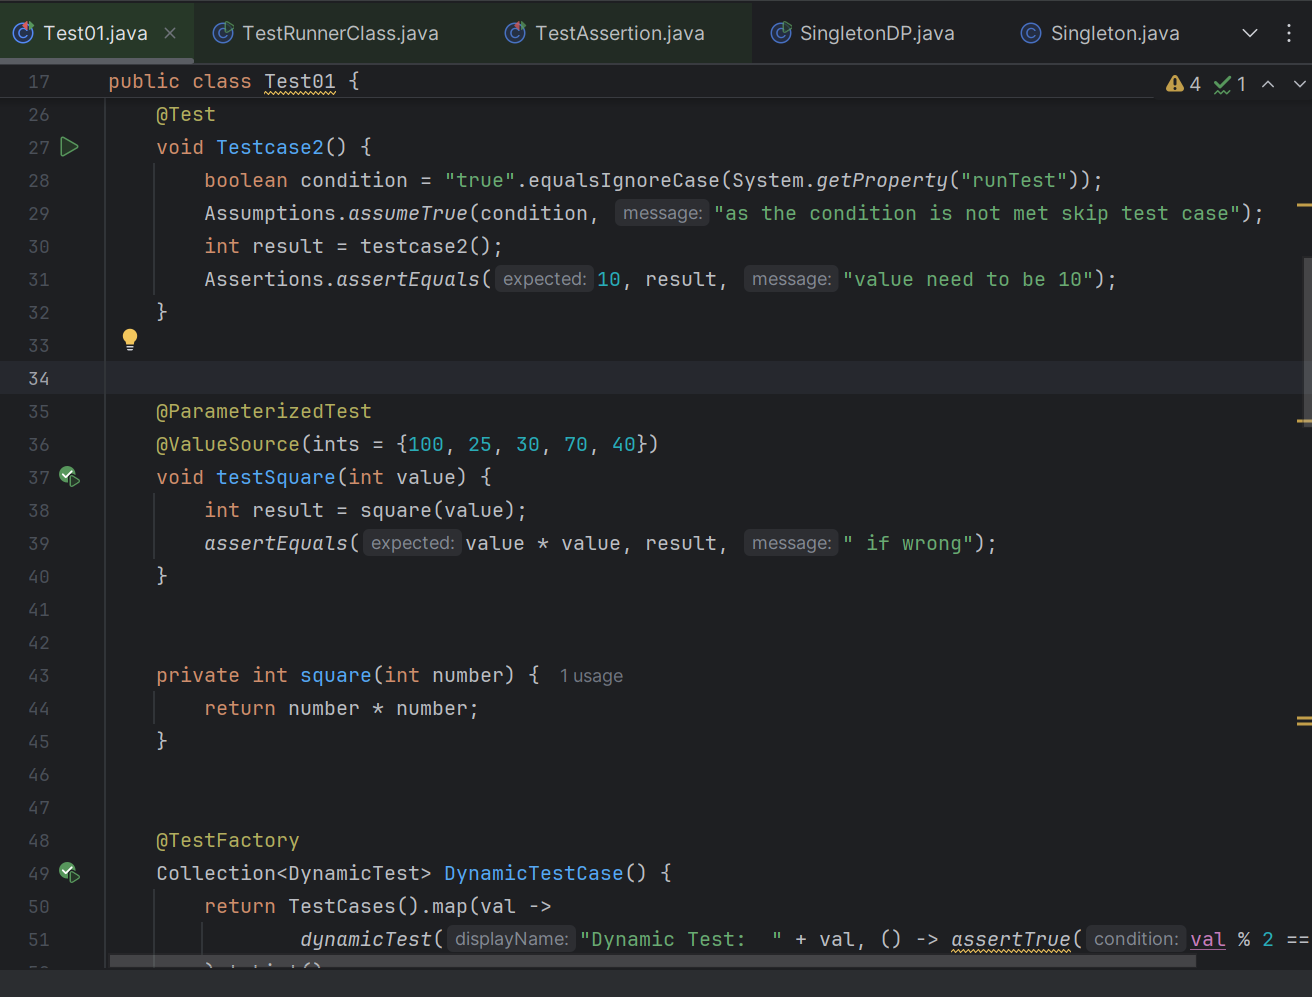 Test01.java TestRunnerClass.java TestAssertion.java SingletonDP.java Singleton.java
17 public class Test01 { 4 1
26 @Test
27 void Testcase2() {
28 boolean condition = "true".equalsIgnoreCase(System.getProperty("runTest"));
29 Assumptions.assumeTrue(condition, message: "as the condition is not met skip test case");
30 int result = testcase2();
31 Assertions.assertEquals( expected: 10, result, message: "value need to be 10");
32 }
33
34
35 @ParameterizedTest
36 @ValueSource(ints = {100, 25, 30, 70, 40})
37 void testSquare(int value) {
38 int result = square(value);
39 assertEquals( expected: value * value, result, message: " if wrong");
40 }
41
42
43 private int square(int number) { 1 usage
44 return number * number;
45 }
46
47
48 @TestFactory
49 Collection<DynamicTest> DynamicTestCase() {
50 return TestCases().map(val ->
51 dynamicTest( displayName: "Dynamic Test:  " + val, () -> assertTrue( condition: val % 2 ==